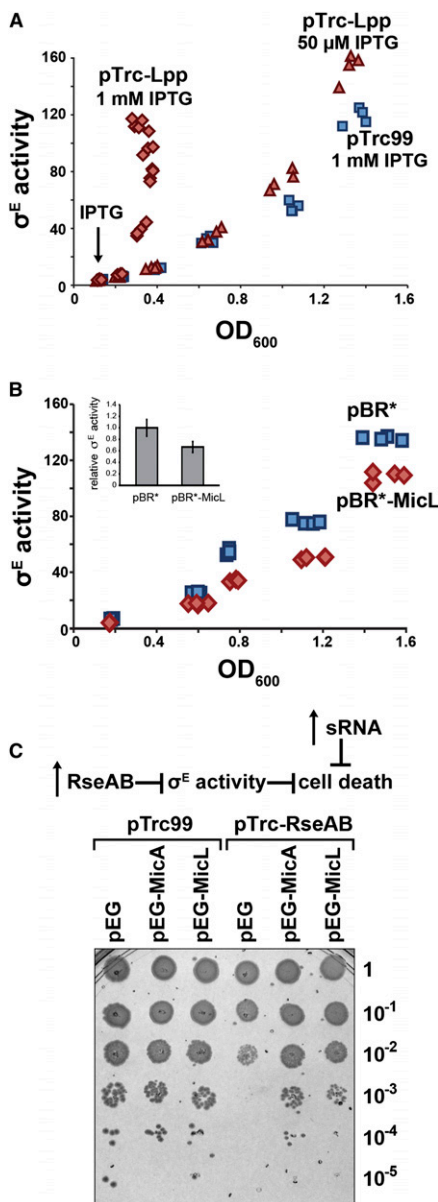 A
160
120
80
40
0
0
0.4
0.8
1.2
1.6
σE activity
OD600
pTrc-Lpp
1 mM IPTG
IPTG
pTrc-Lpp
50 µM IPTG
pTrc99
1 mM IPTG
B
160
120
80
40
0
0
0.4
0.8
1.2
1.6
σE activity
OD600
pBR*
pBR*-MicL
relative σE activity
1.4
1.2
1.0
0.8
0.6
0.4
0.2
0
pBR*
pBR*-MicL
C
sRNA
RseAB
σE activity
cell death
pTrc99
pTrc-RseAB
pEG
pEG-MicA
pEG-MicL
pEG
pEG-MicA
pEG-MicL
1
10-1
10-2
10-3
10-4
10-5